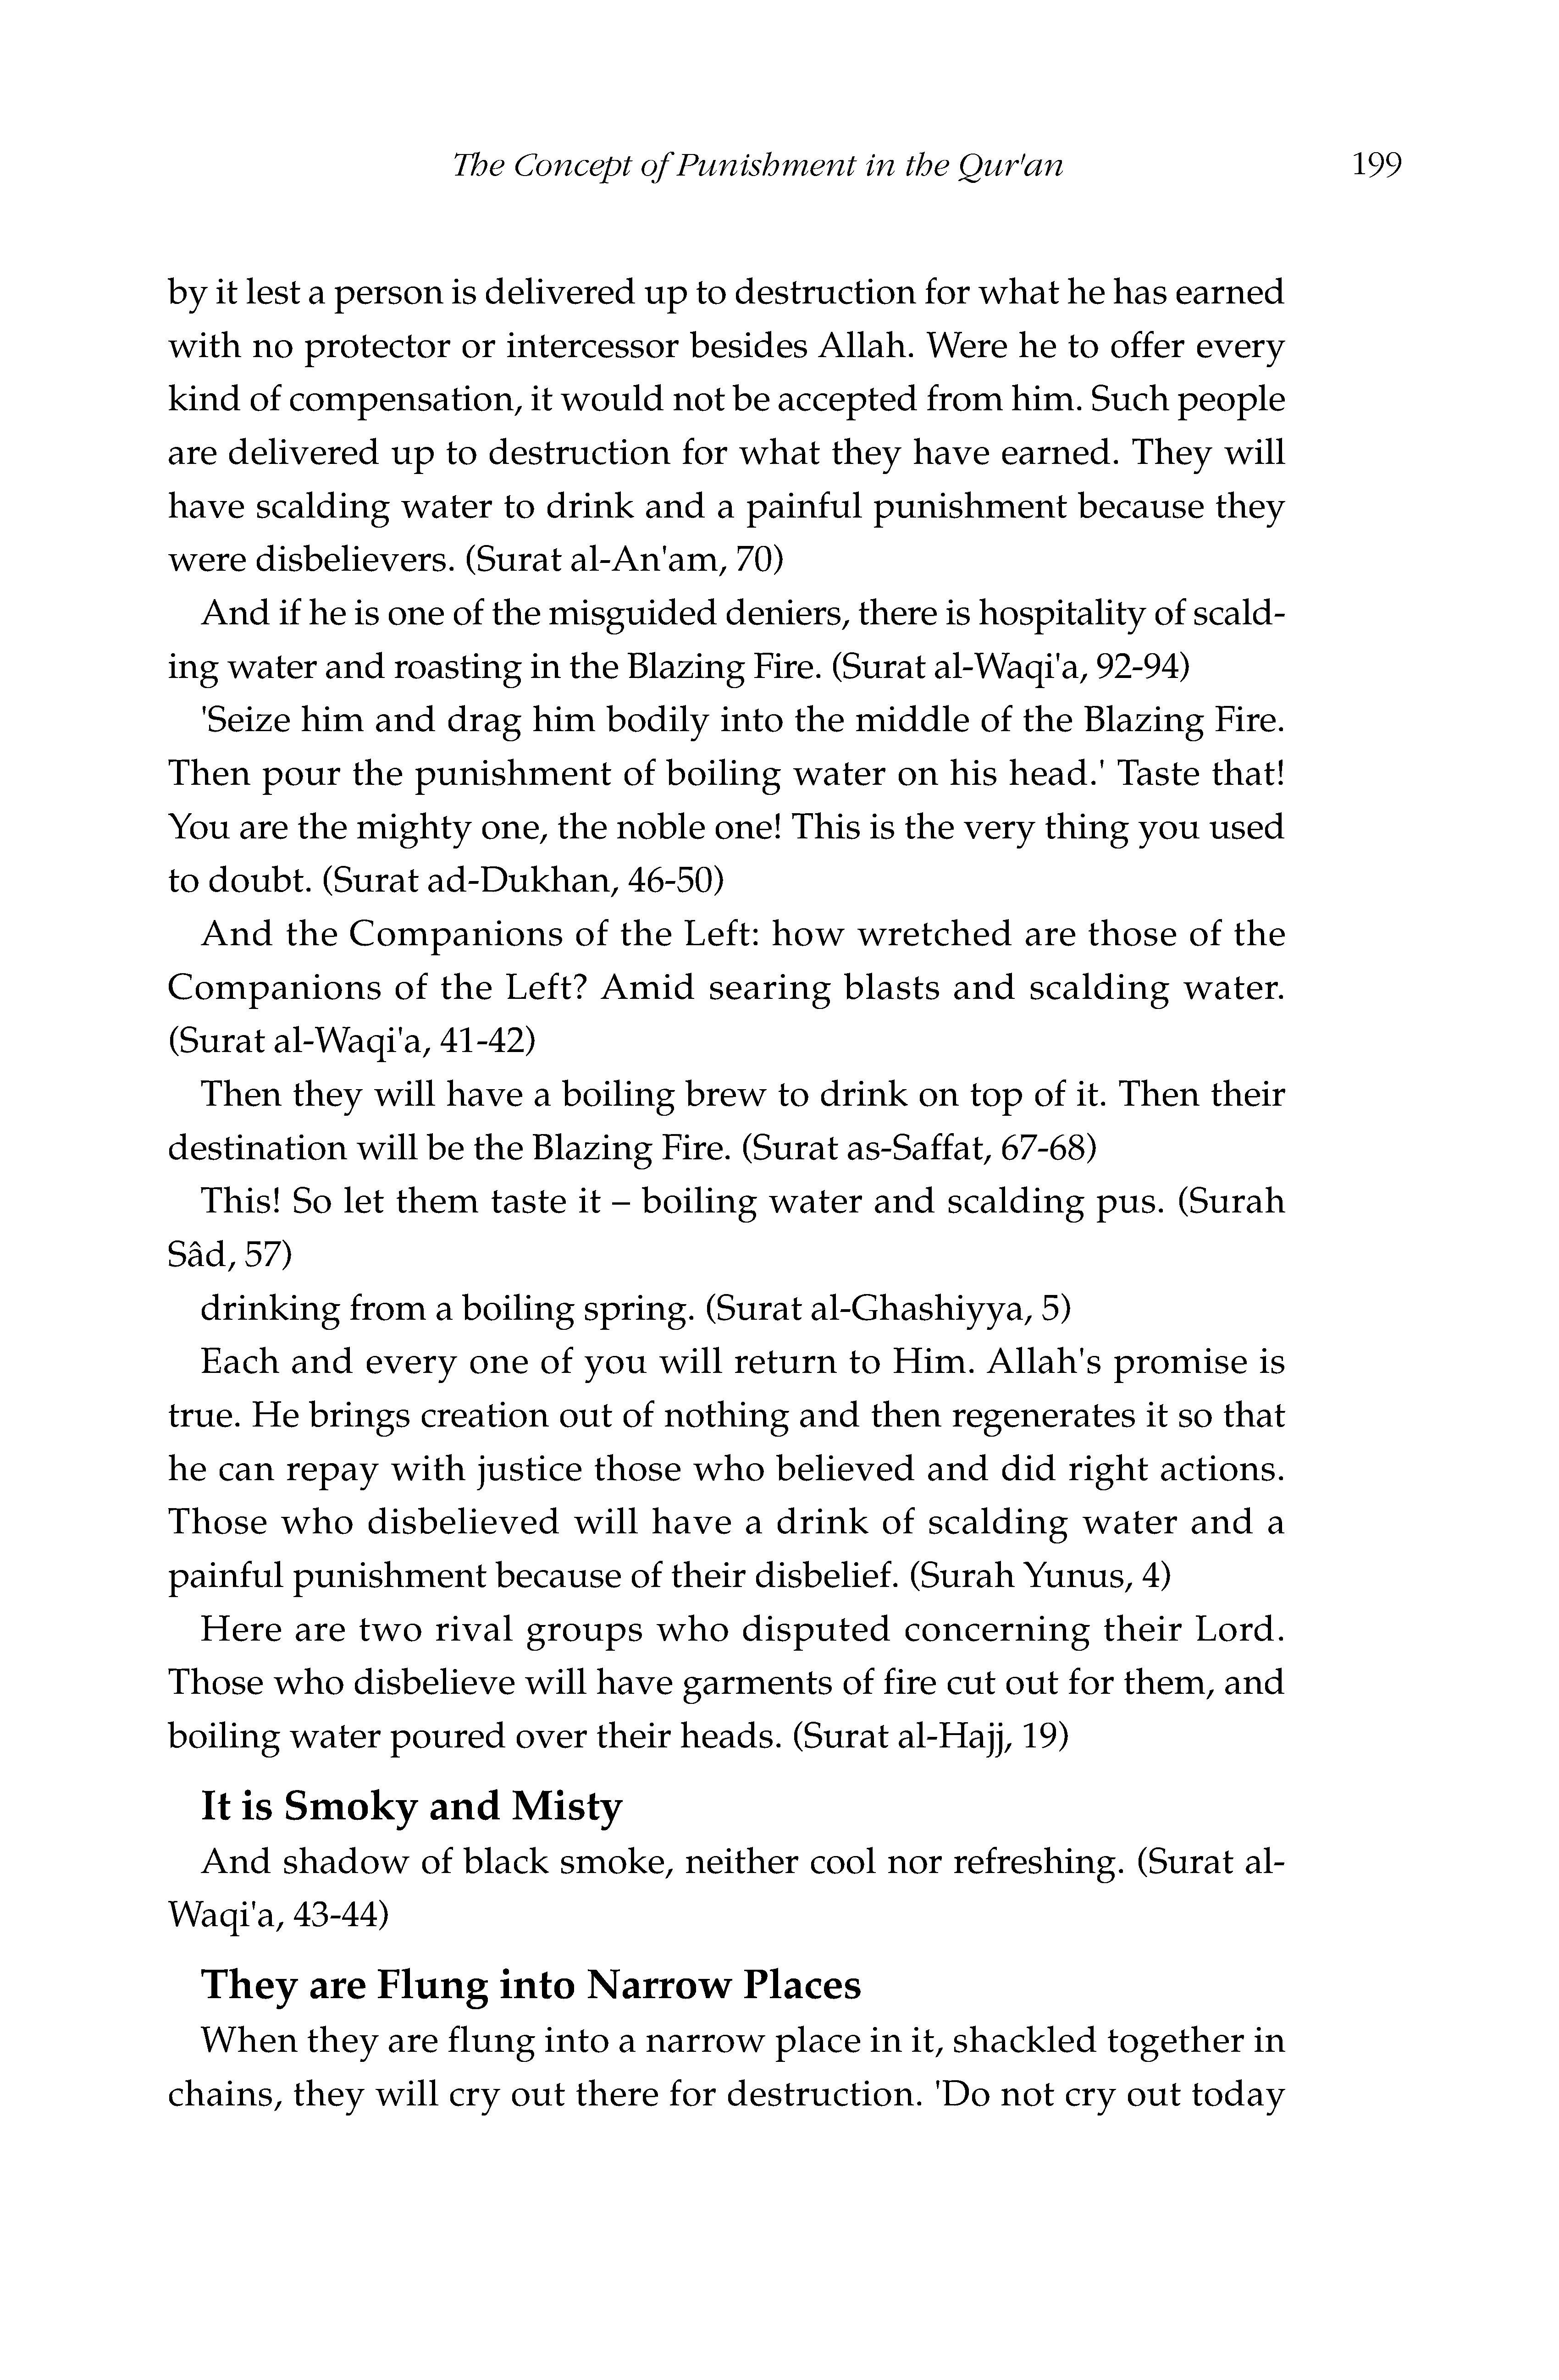 The Concept of Punishment in the Qur'an 199
by it lest a person is delivered up to destruction for what he has earned
with no protector or intercessor besides Allah. Were he to offer every
kind of compensation, it would not be accepted from him. Such people
are delivered up to destruction for what they have earned. They will
have scalding water to drink and a painful punishment because they
were disbelievers. (Surat al-An'am, 70)
And if he is one of the misguided deniers, there is hospitality of scald-
ing water and roasting in the Blazing Fire. (Surat al-Waqi'a, 92-94)
'Seize him and drag him bodily into the middle of the Blazing Fire.
Then pour the punishment of boiling water on his head.' Taste that!
You are the mighty one, the noble one! This is the very thing you used
to doubt. (Surat ad-Dukhan, 46-50)
And the Companions of the Left: how wretched are those of the
Companions of the Left? Amid searing blasts and scalding water.
(Surat al-Waqi'a, 41-42)
Then they will have a boiling brew to drink on top of it. Then their
destination will be the Blazing Fire. (Surat as-Saffat, 67-68)
This! So let them taste it – boiling water and scalding pus. (Surah
Sâd, 57)
drinking from a boiling spring. (Surat al-Ghashiyya, 5)
Each and every one of you will return to Him. Allah's promise is
true. He brings creation out of nothing and then regenerates it so that
he can repay with justice those who believed and did right actions.
Those who disbelieved will have a drink of scalding water and a
painful punishment because of their disbelief. (Surah Yunus, 4)
Here are two rival groups who disputed concerning their Lord.
Those who disbelieve will have garments of fire cut out for them, and
boiling water poured over their heads. (Surat al-Hajj, 19)
It is Smoky and Misty
And shadow of black smoke, neither cool nor refreshing. (Surat al-
Waqi'a, 43-44)
They are Flung into Narrow Places
When they are flung into a narrow place in it, shackled together in
chains, they will cry out there for destruction. 'Do not cry out today